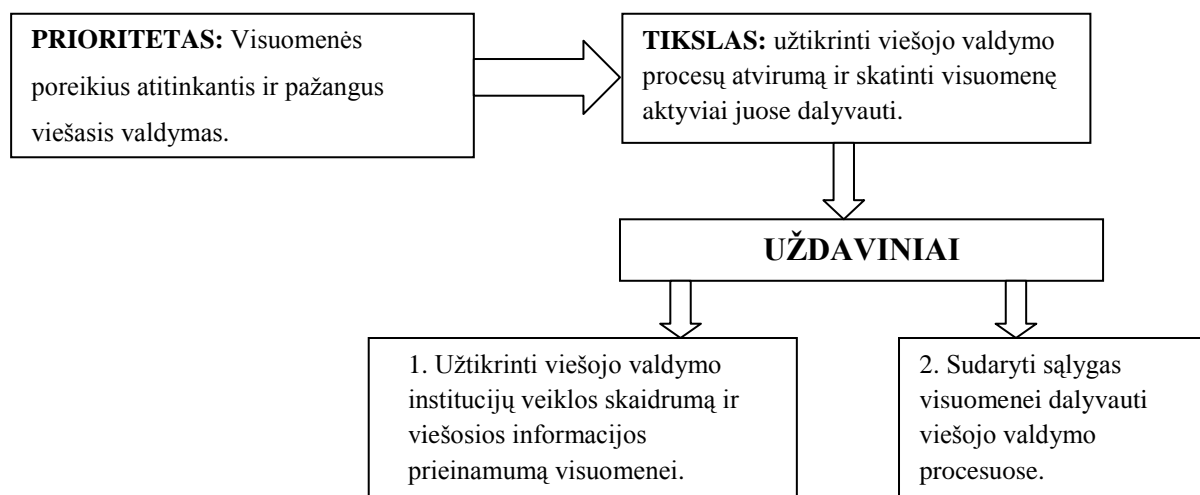 PRIORITETAS: Visuomenės
poreikius atitinkantis ir pažangus
viešasis valdymas.
TIKSLAS: užtikrinti viešojo valdymo
procesų atvirumą ir skatinti visuomenę
aktyviai juose dalyvauti.
UŽDAVINIAI
1. Užtikrinti viešojo valdymo
institucijų veiklos skaidrumą ir
viešosios informacijos
prieinamumą visuomenei.
2. Sudaryti sąlygas
visuomenei dalyvauti
viešojo valdymo
procesuose.